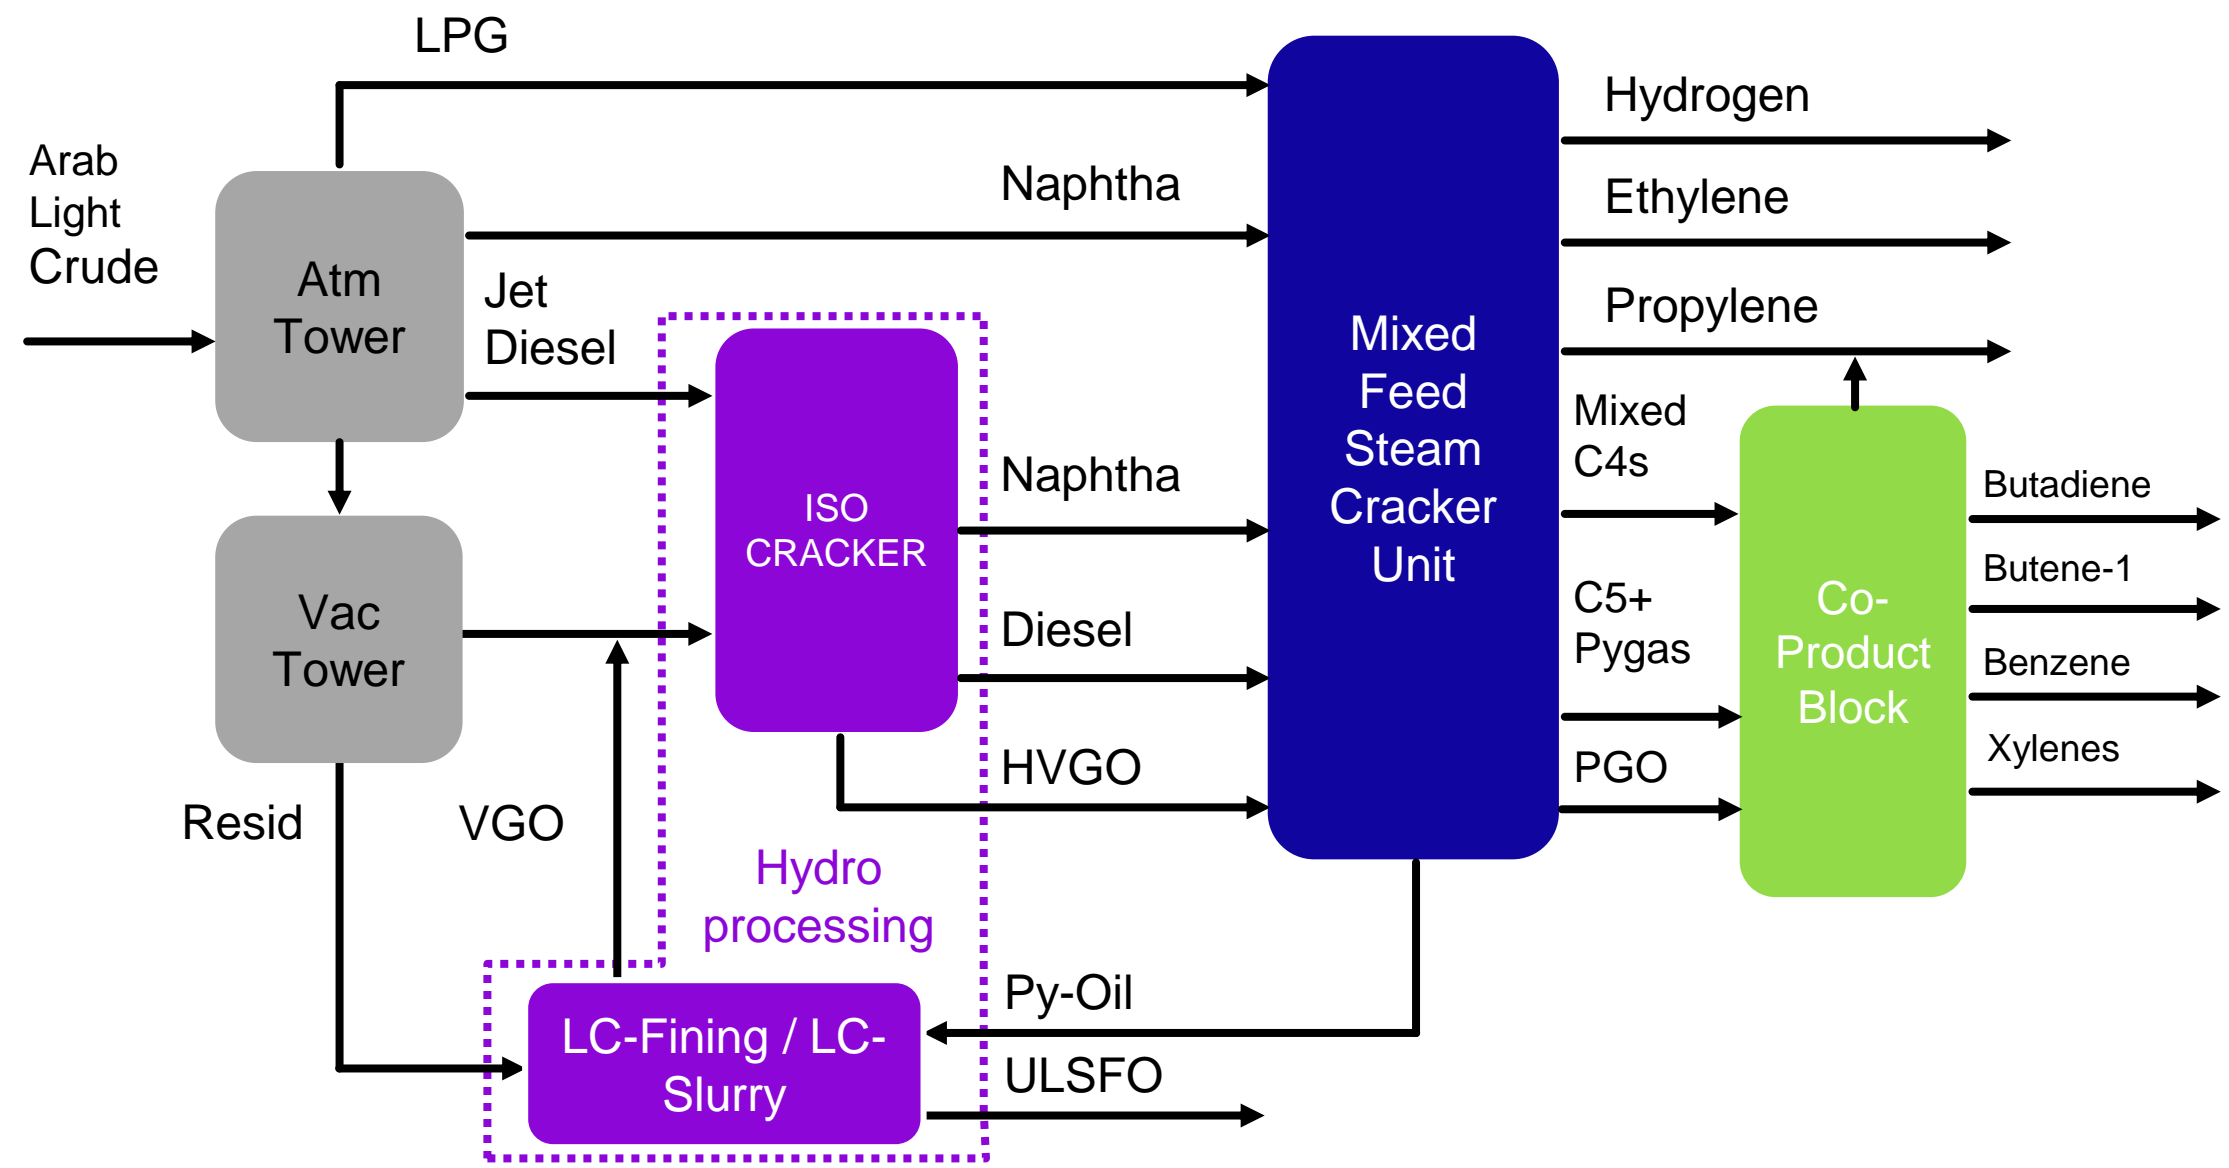 LPG
Arab
Light
Crude
Atm
Tower
Naphtha
Jet
Diesel
ISO
CRACKER
Vac
Tower
Naphtha
Diesel
HVGO
Resid
VGO
Hydro
processing
LC-Fining / LC-
Slurry
Py-Oil
ULSFO
Mixed
Feed
Steam
Cracker
Unit
Hydrogen
Ethylene
Propylene
Mixed
C4s
C5+
Pygas
PGO
Co-
Product
Block
Butadiene
Butene-1
Benzene
Xylenes